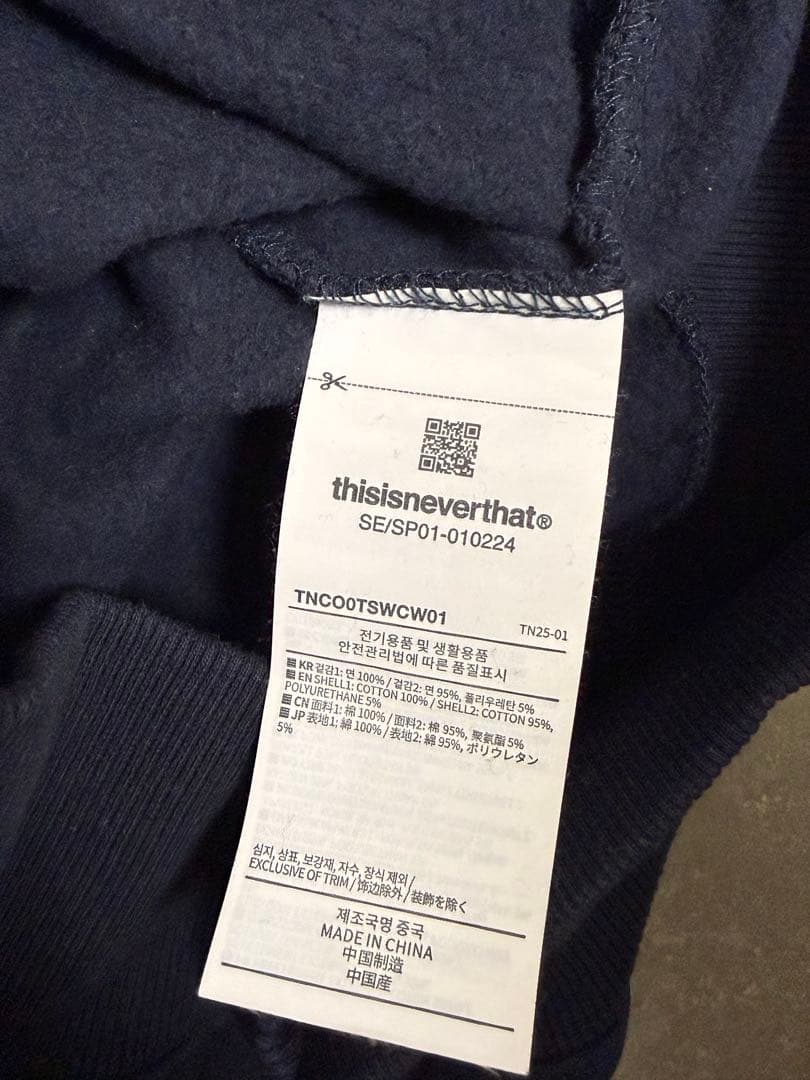 thisisneverthat®
SE/SP01-010224
TNCO0TSWCW01
TN25-01
전기용품 및 생활용품
안전관리법에 따른 품질표시
KR 겉감1: 면 100% / 겉감2: 면 95%, 폴리우레탄 5%
EN SHELL1: COTTON 100% / SHELL2: COTTON 95%,
POLYURETHANE 5%
CN 面料1: 棉 100% / 面料2: 棉 95%, 聚氨酯 5%
JP 表地1: 綿 100% / 表地2: 綿 95%, ポリウレタン
5%
심지, 상표, 보강재, 자수, 장식 제외 /
EXCLUSIVE OF TRIM / 饰边除外 / 装飾を除く
제조국명 중국
MADE IN CHINA
中国制造
中国産